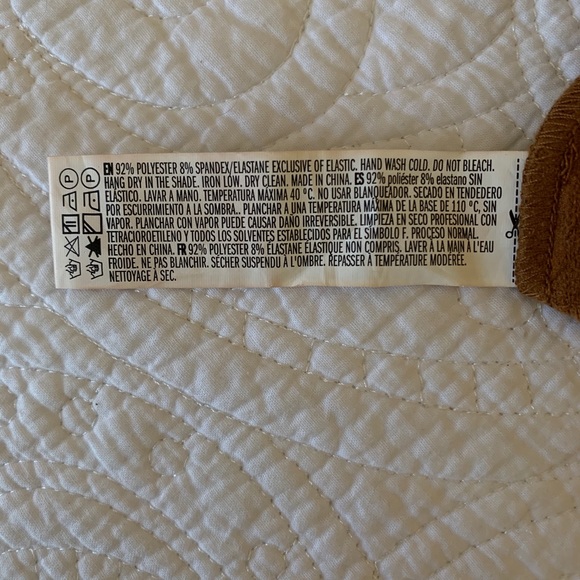 EN 92% POLYESTER 8% SPANDEX/ELASTANE EXCLUSIVE OF ELASTIC. HAND WASH COLD. DO NOT BLEACH.
HANG DRY IN THE SHADE. IRON LOW. DRY CLEAN. MADE IN CHINA. ES 92% poliéster 8% elastano SIN
ELÁSTICO. LAVAR A MANO. TEMPERATURA MÁXIMA 40 °C. NO USAR BLANQUEADOR. SECADO EN TENDEDERO
POR ESCURRIMIENTO A LA SOMBRA.. PLANCHAR A UNA TEMPERATURA MÁXIMA DE LA BASE DE 110 °C, SIN
VAPOR. PLANCHAR CON VAPOR PUEDE CAUSAR DAÑO IRREVERSIBLE. LIMPIEZA EN SECO PROFESIONAL CON
TETRACLOROETILENO Y TODOS LOS SOLVENTES ESTABLECIDOS PARA EL SÍMBOLO F. PROCESO NORMAL.
HECHO EN CHINA. FR 92% POLYESTER 8% ÉLASTANE ÉLASTIQUE NON COMPRIS. LAVER À LA MAIN À L'EAU
FROIDE. NE PAS BLANCHIR. SÉCHER SUSPENDU À L'OMBRE. REPASSER À TEMPÉRATURE MODÉRÉE.
NETTOYAGE À SEC.
P
P